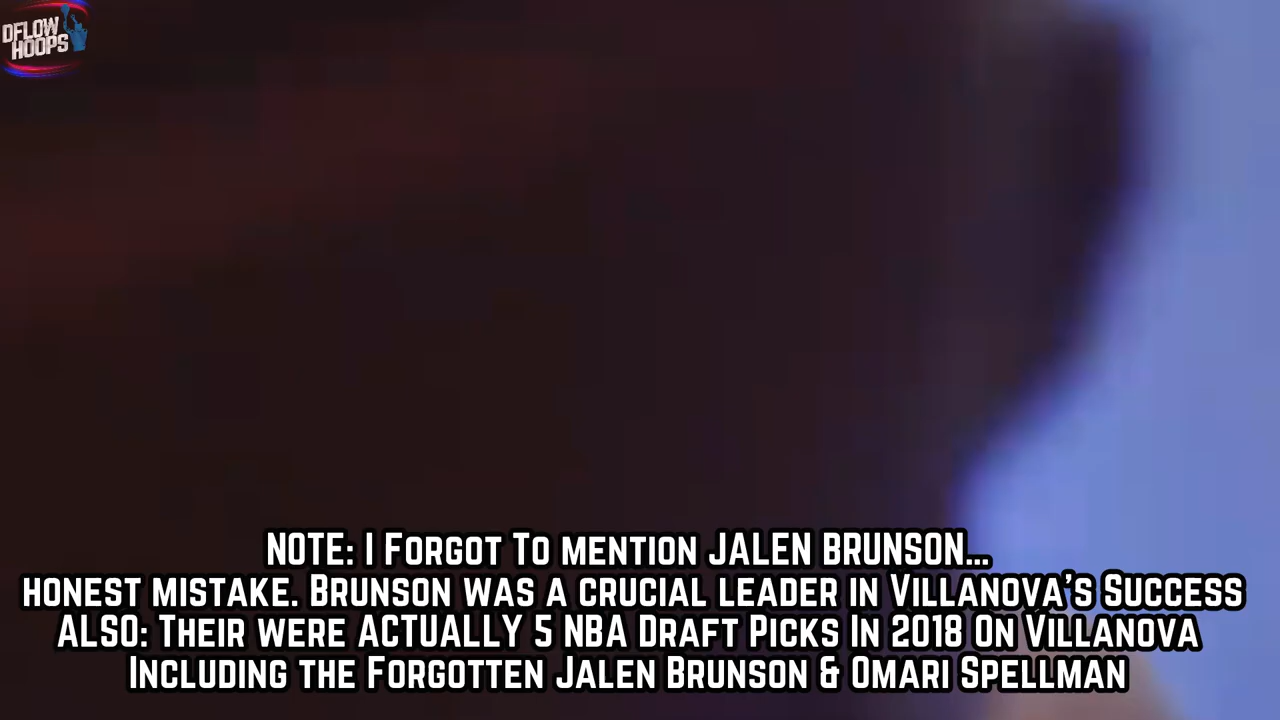 DFLOW
HOOPS
NOTE: I Forgot To mention JALEN BRUNSON...
HONEST MISTAKE. Brunson was a crucial leader in Villanova's Success
ALSO: Their were ACTUALLY 5 NBA Draft Picks In 2018 On Villanova
Including the Forgotten Jalen Brunson & Omari Spellman